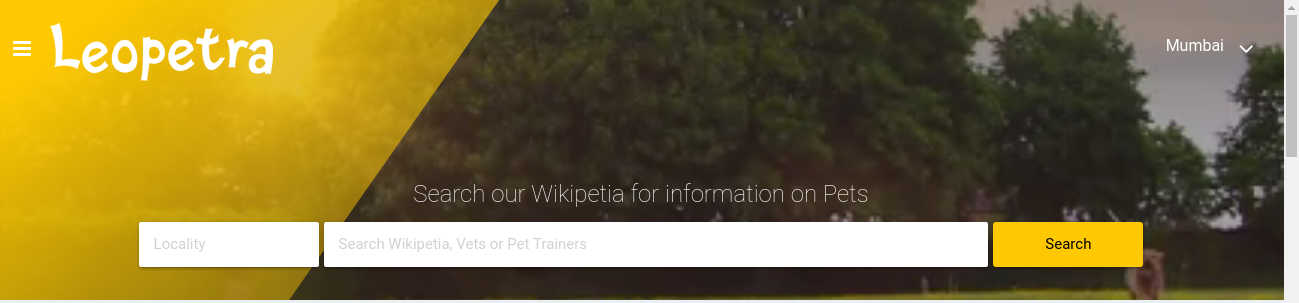 Leopetra
Mumbai
Search our Wikipetia for information on Pets
Locality
Search Wikipetia, Vets or Pet Trainers
Search